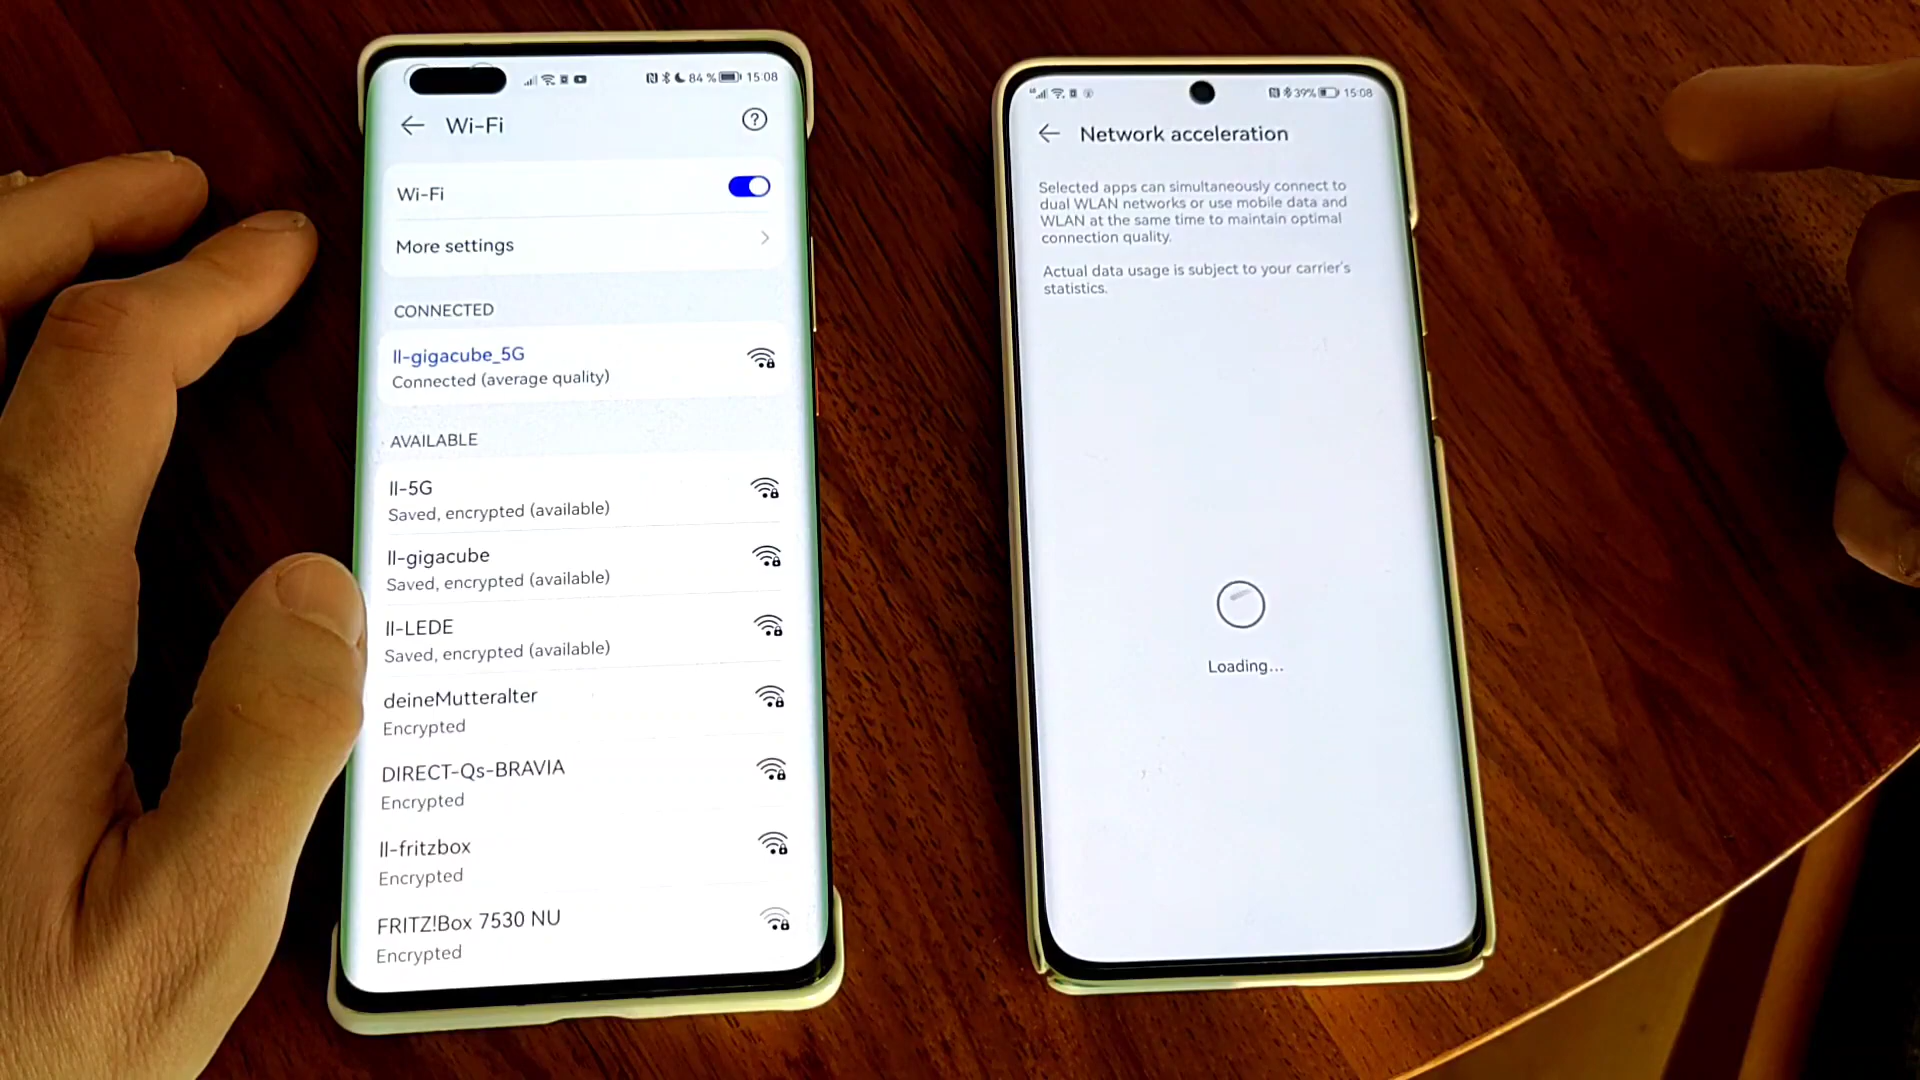 84 % 15:08
Wi-Fi
Wi-Fi
More settings
CONNECTED
ll-gigacube_5G
Connected (average quality)
AVAILABLE
ll-5G
Saved, encrypted (available)
ll-gigacube
Saved, encrypted (available)
ll-LEDE
Saved, encrypted (available)
deineMutteralter
Encrypted
DIRECT-Qs-BRAVIA
Encrypted
ll-fritzbox
Encrypted
FRITZ!Box 7530 NU
Encrypted
39% 15:08
Network acceleration
Selected apps can simultaneously connect to
dual WLAN networks or use mobile data and
WLAN at the same time to maintain optimal
connection quality.
Actual data usage is subject to your carrier's
statistics.
Loading...